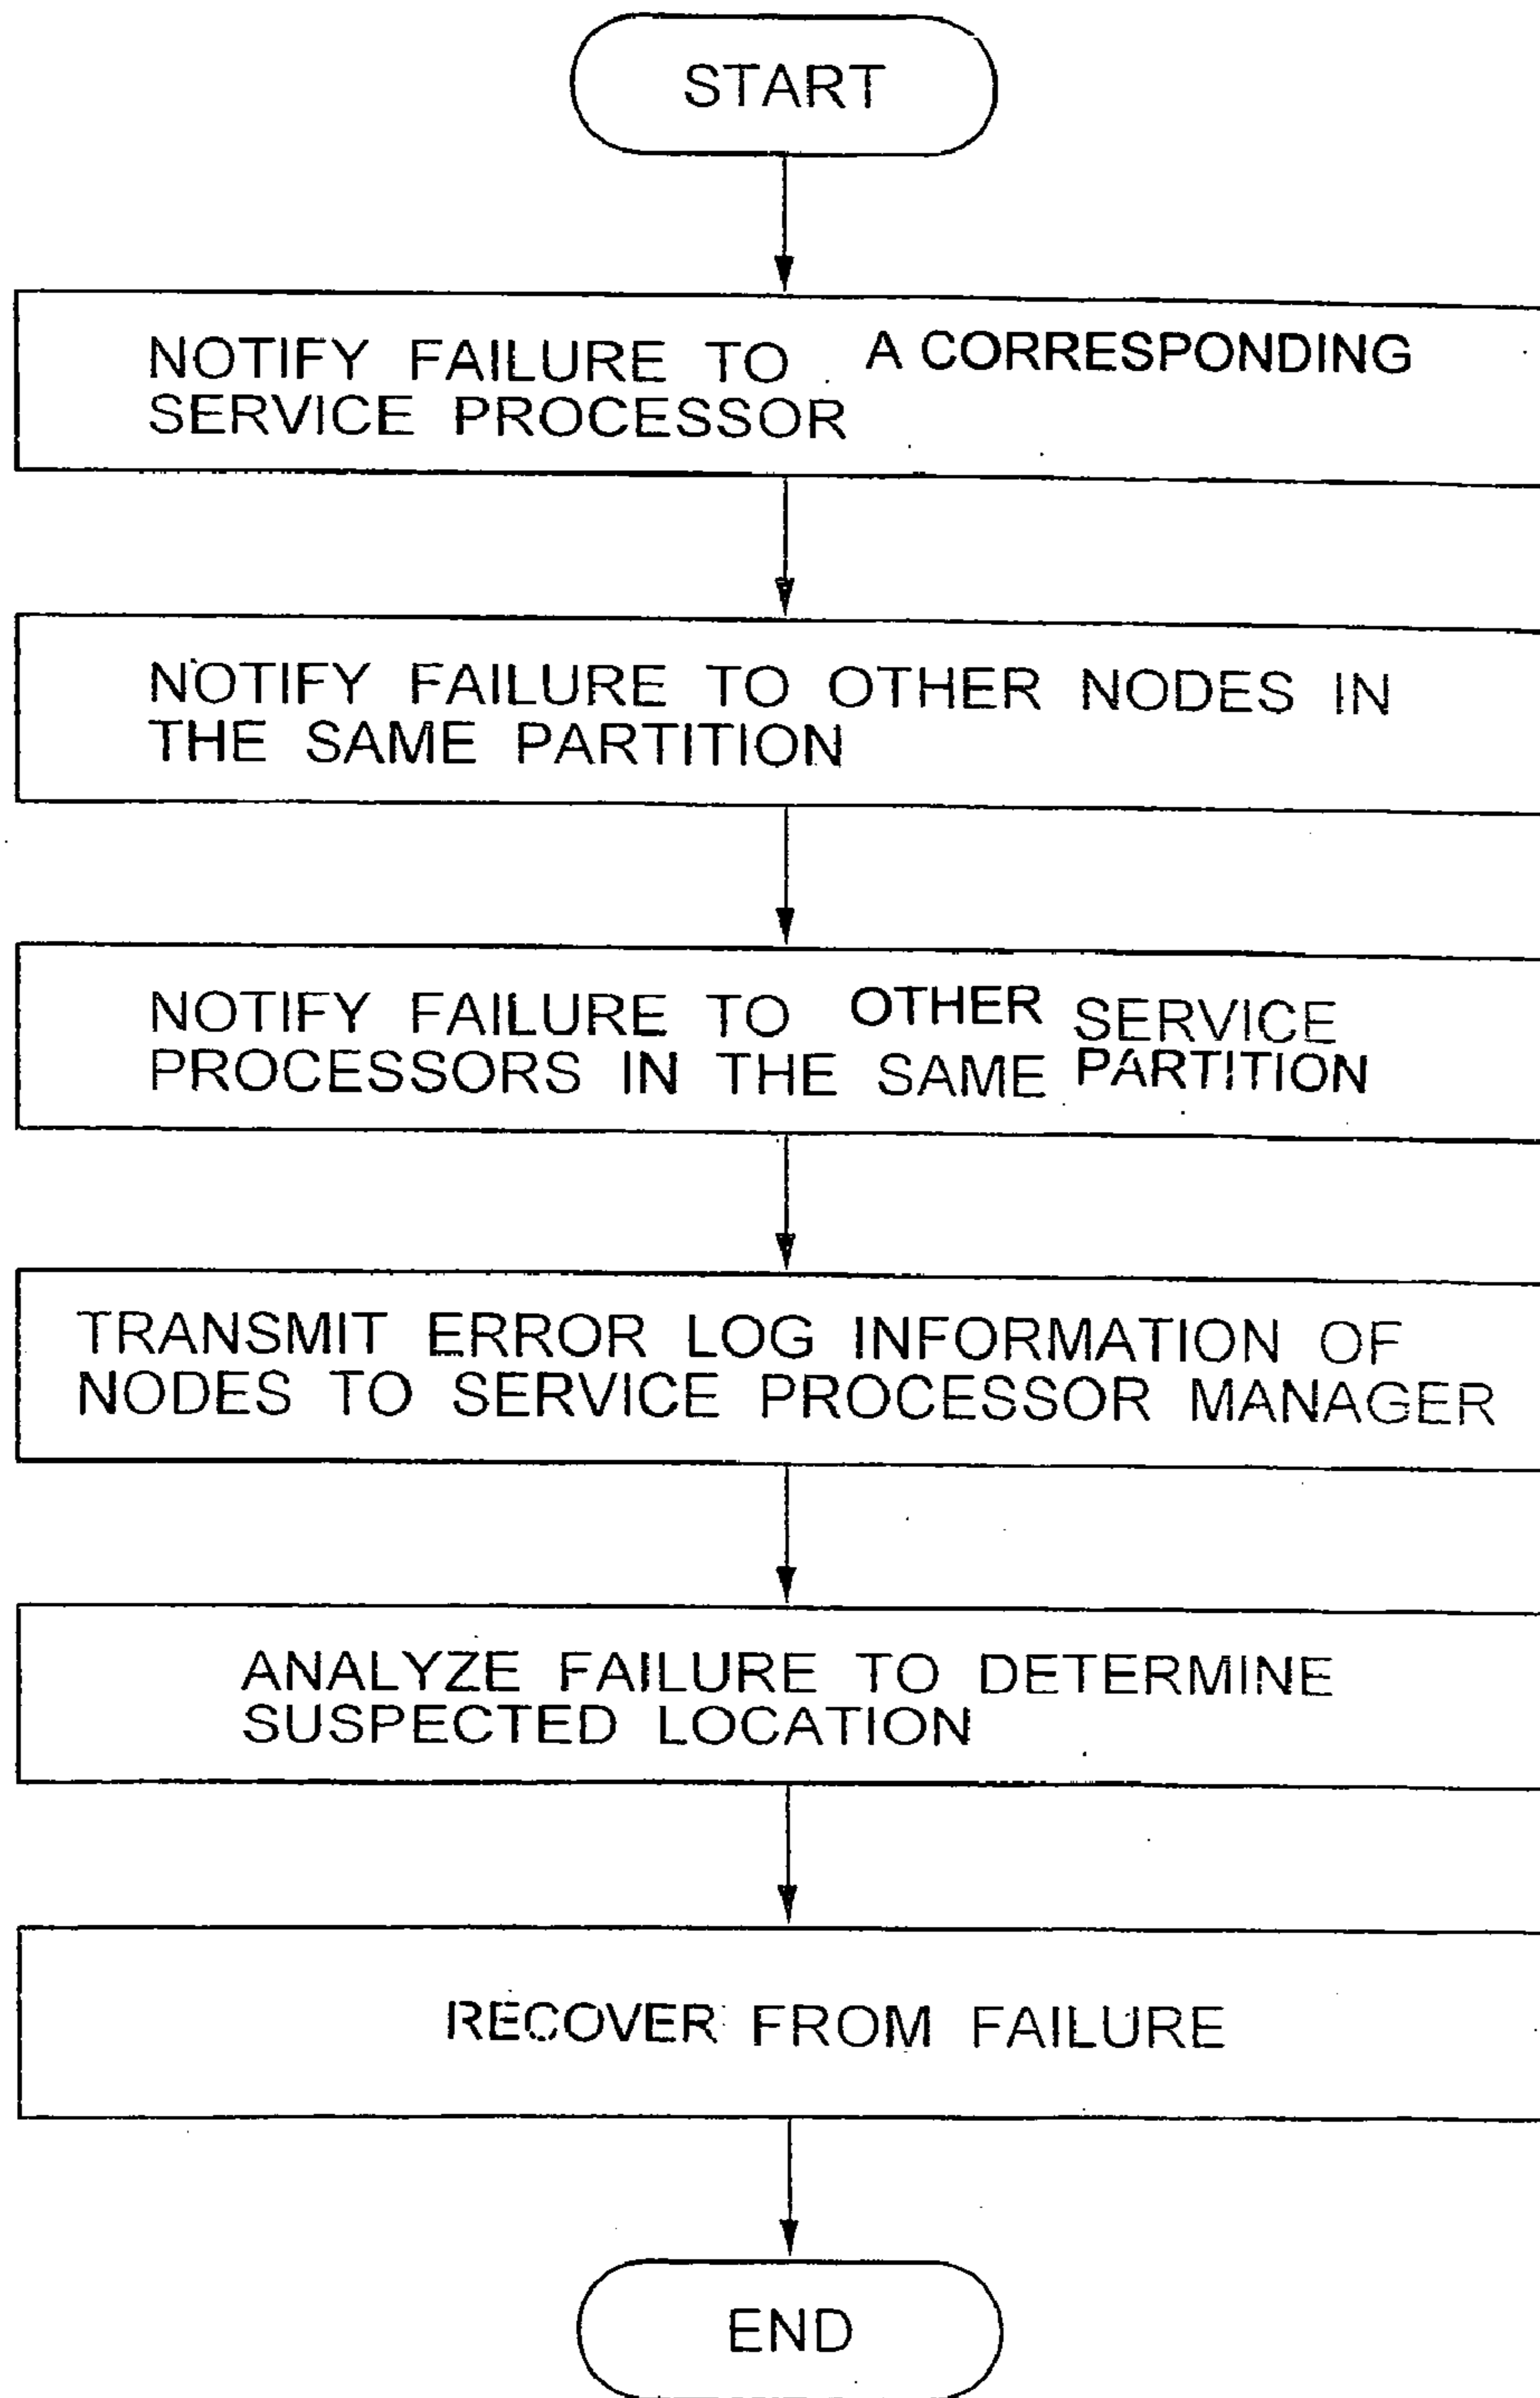 START
NOTIFY FAILURE TO A CORRESPONDING
SERVICE PROCESSOR
NOTIFY FAILURE TO OTHER NODES IN
THE SAME PARTITION
NOTIFY FAILURE TO OTHER SERVICE
PROCESSORS IN THE SAME PARTITION
TRANSMIT ERROR LOG INFORMATION OF
NODES TO SERVICE PROCESSOR MANAGER
ANALYZE FAILURE TO DETERMINE
SUSPECTED LOCATION
RECOVER FROM FAILURE
END